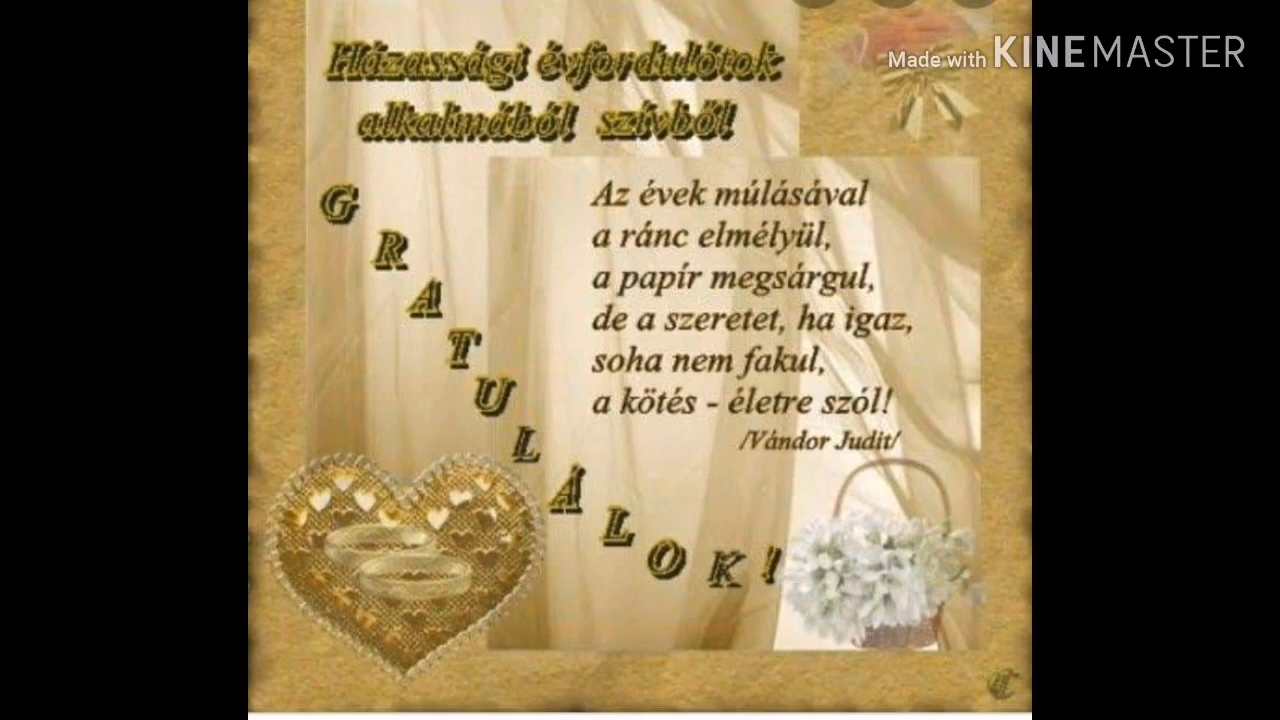 Made with KINEMASTER
Házassági évfordulótok
alkalmából szívből
GRATULÁLOK!
Az évek múlásával
a ránc elmélyül,
a papír megsárgul,
de a szeretet, ha igaz,
soha nem fakul,
a kötés - életre szól!
/Vándor Judit/